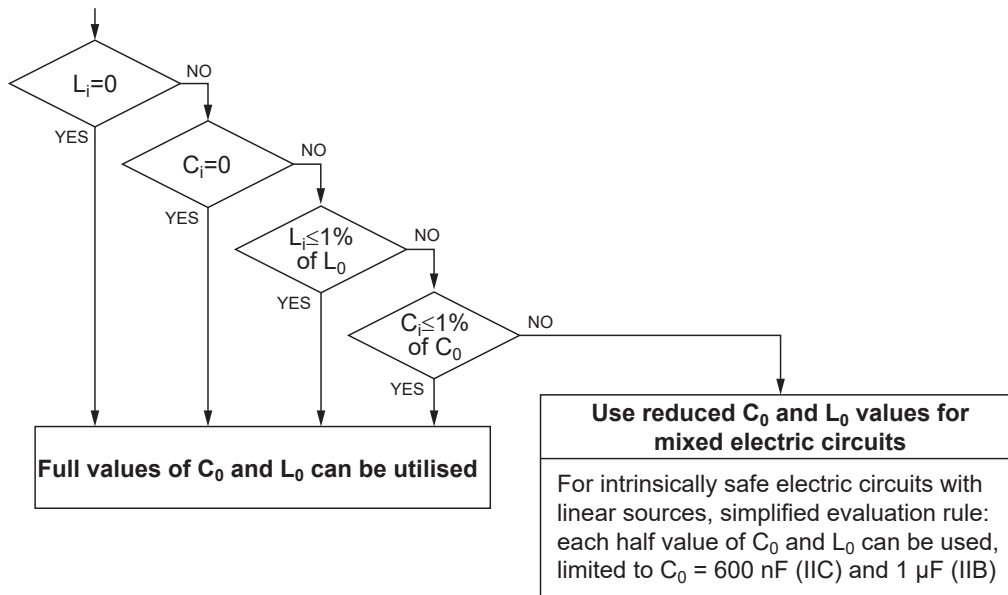 Lᵢ=0
NO
YES
Cᵢ=0
NO
YES
Lᵢ≤1%
of L₀
NO
YES
Cᵢ≤1%
of C₀
NO
YES
Full values of C₀ and L₀ can be utilised
Use reduced C₀ and L₀ values for
mixed electric circuits
For intrinsically safe electric circuits with
linear sources, simplified evaluation rule:
each half value of C₀ and L₀ can be used,
limited to C₀ = 600 nF (IIC) and 1 µF (IIB)